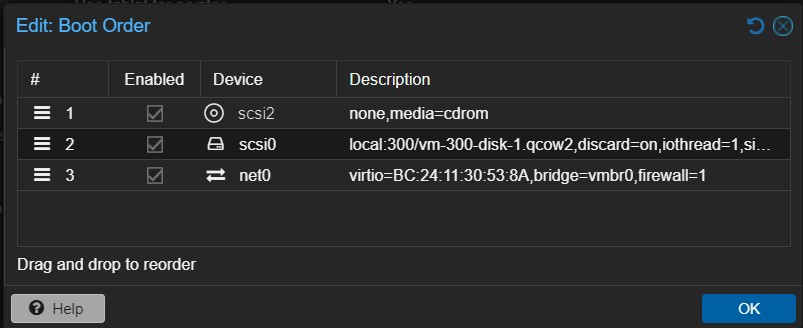 Edit: Boot Order
# Enabled Device Description
1 scsi2 none,media=cdrom
2 scsi0 local:300/vm-300-disk-1.qcow2,discard=on,iothread=1,si...
3 net0 virtio=BC:24:11:30:53:8A,bridge=vmbr0,firewall=1
Drag and drop to reorder
Help OK